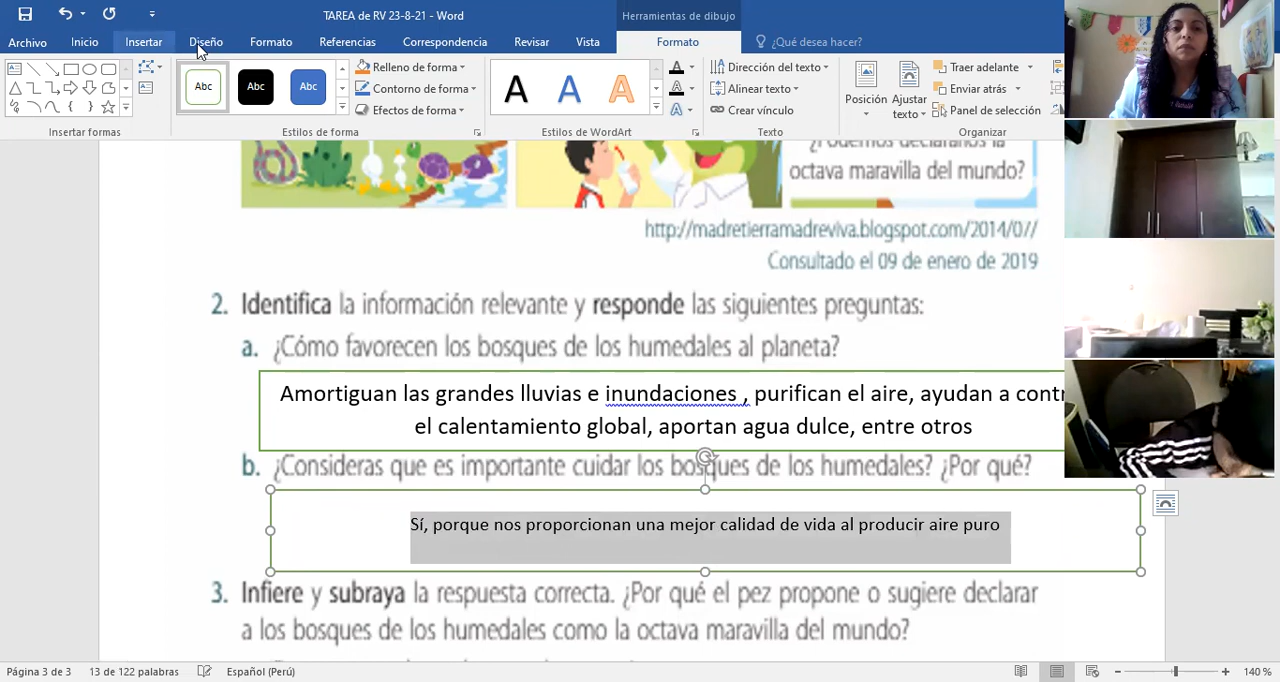 TAREA de RV 23-8-21 - Word
Herramientas de dibujo
Archivo Inicio Insertar Diseño Formato Referencias Correspondencia Revisar Vista Formato ¿Qué desea hacer?
Abc Abc Abc
Relleno de forma
Contorno de forma
Efectos de forma
A A A
A
A
A
Dirección del texto
Alinear texto
Crear vínculo
Posición
Ajustar texto
Traer adelante
Enviar atrás
Panel de selección
Insertar formas Estilos de forma Estilos de WordArt Texto Organizar
¿Podemos declararlos la
octava maravilla del mundo?
http://madretierramadreviva.blogspot.com/2014/07/
Consultado el 09 de enero de 2019
2. Identifica la información relevante y responde las siguientes preguntas:
a. ¿Cómo favorecen los bosques de los humedales al planeta?
Amortiguan las grandes lluvias e inundaciones , purifican el aire, ayudan a contr
el calentamiento global, aportan agua dulce, entre otros
b. ¿Consideras que es importante cuidar los bosques de los humedales? ¿Por qué?
Sí, porque nos proporcionan una mejor calidad de vida al producir aire puro
3. Infiere y subraya la respuesta correcta. ¿Por qué el pez propone o sugiere declarar
a los bosques de los humedales como la octava maravilla del mundo?
Página 3 de 3 13 de 122 palabras Español (Perú) 140 %